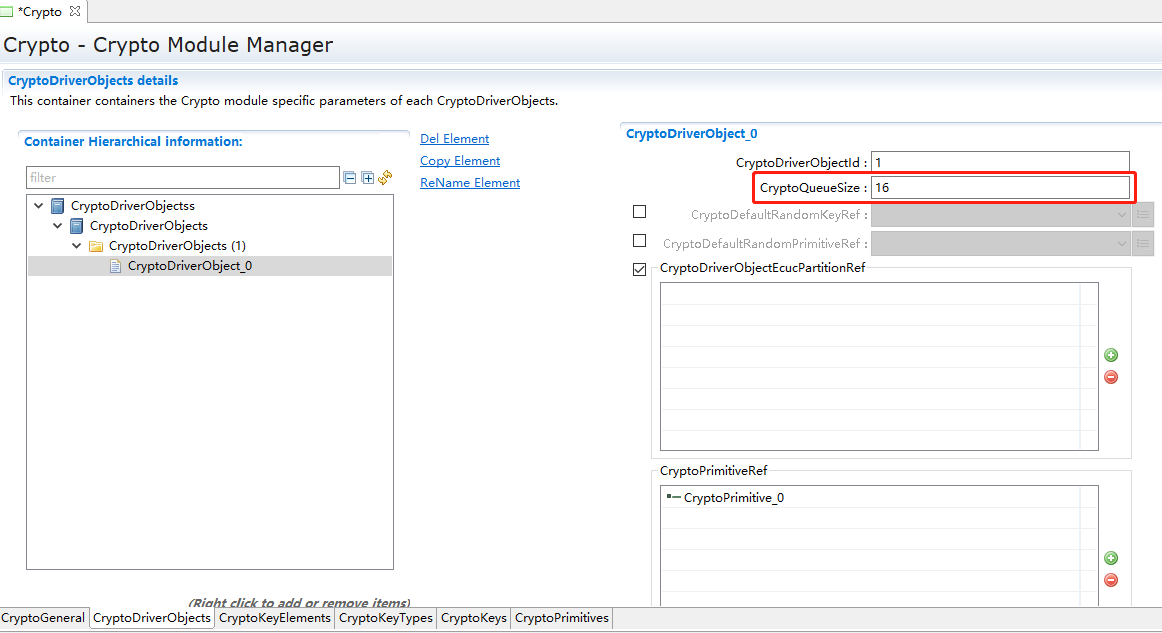 *Crypto
Crypto - Crypto Module Manager
CryptoDriverObjects details
This container containers the Crypto module specific parameters of each CryptoDriverObjects.
Container Hierarchical information:
filter
CryptoDriverObjectss
CryptoDriverObjects
CryptoDriverObjects (1)
CryptoDriverObject_0
(Right click to add or remove items)
Del Element
Copy Element
ReName Element
CryptoDriverObject_0
CryptoDriverObjectId : 1
CryptoQueueSize : 16
CryptoDefaultRandomKeyRef :
CryptoDefaultRandomPrimitiveRef :
CryptoDriverObjectEcucPartitionRef
CryptoPrimitiveRef
CryptoPrimitive_0
CryptoGeneral CryptoDriverObjects CryptoKeyElements CryptoKeyTypes CryptoKeys CryptoPrimitives